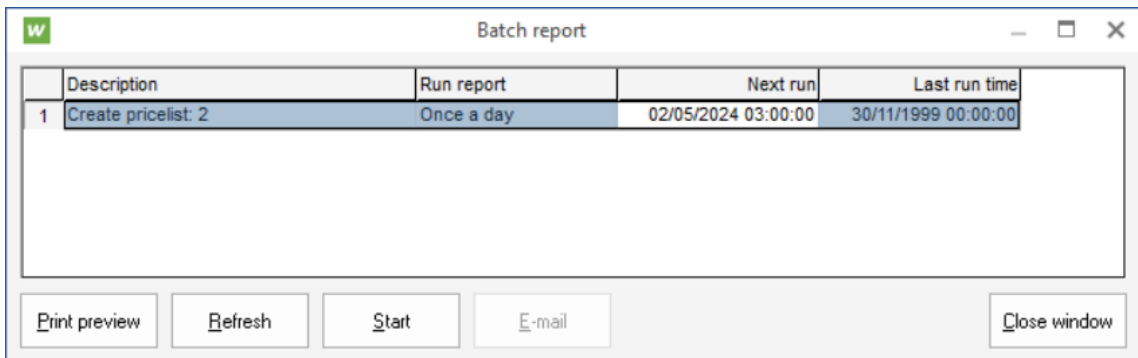 w Batch report
Description Run report Next run Last run time
1 Create pricelist: 2 Once a day 02/05/2024 03:00:00 30/11/1999 00:00:00
Print preview Refresh Start E-mail Close window